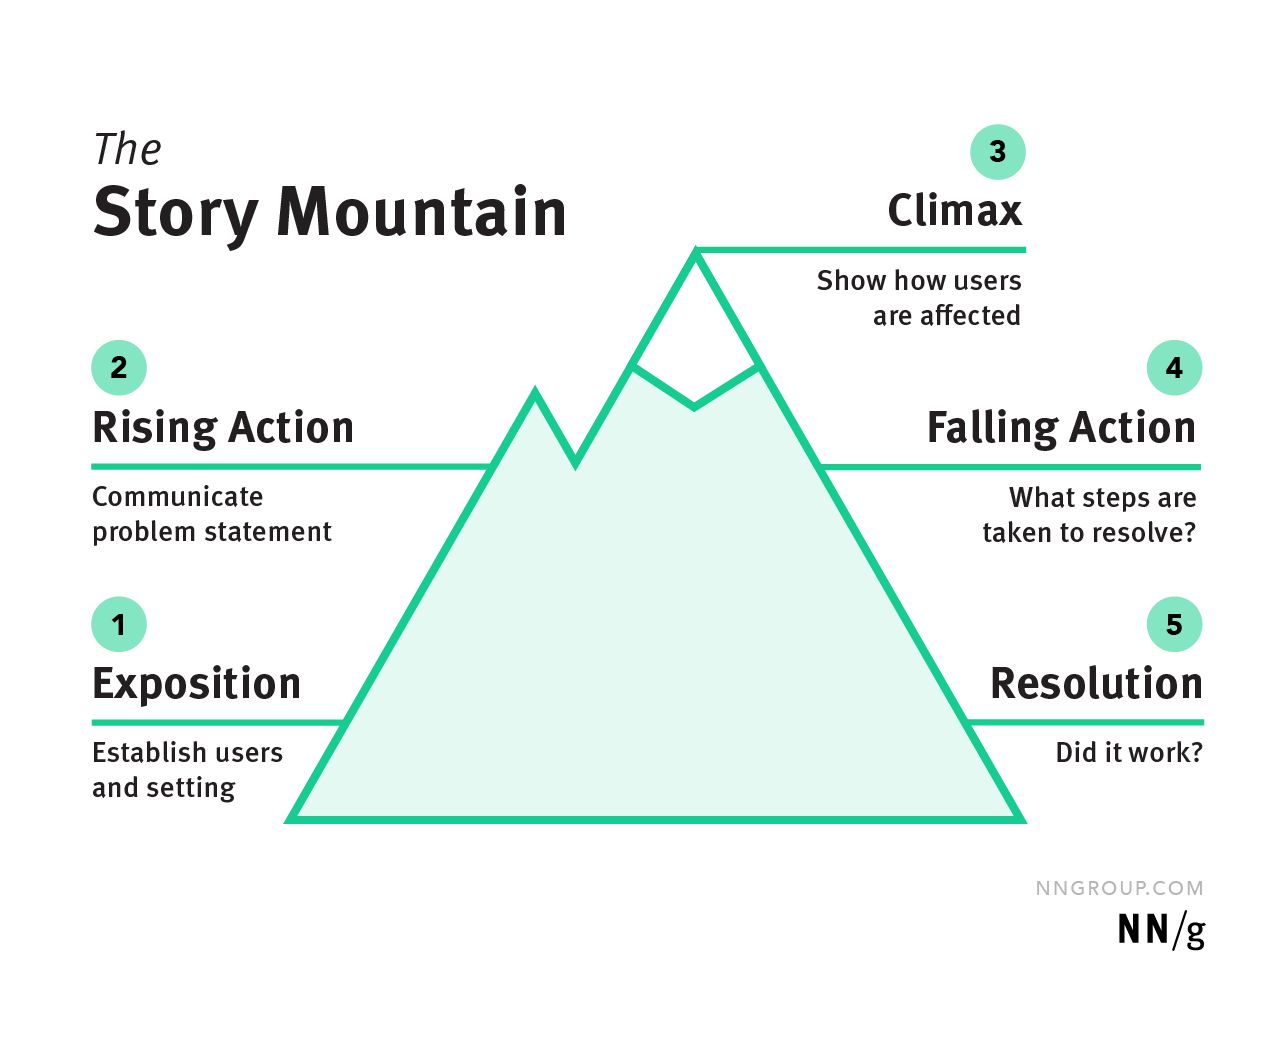 The
Story Mountain
1
Exposition
Establish users
and setting
2
Rising Action
Communicate
problem statement
3
Climax
Show how users
are affected
4
Falling Action
What steps are
taken to resolve?
5
Resolution
Did it work?
NNGROUP.COM
NN/g